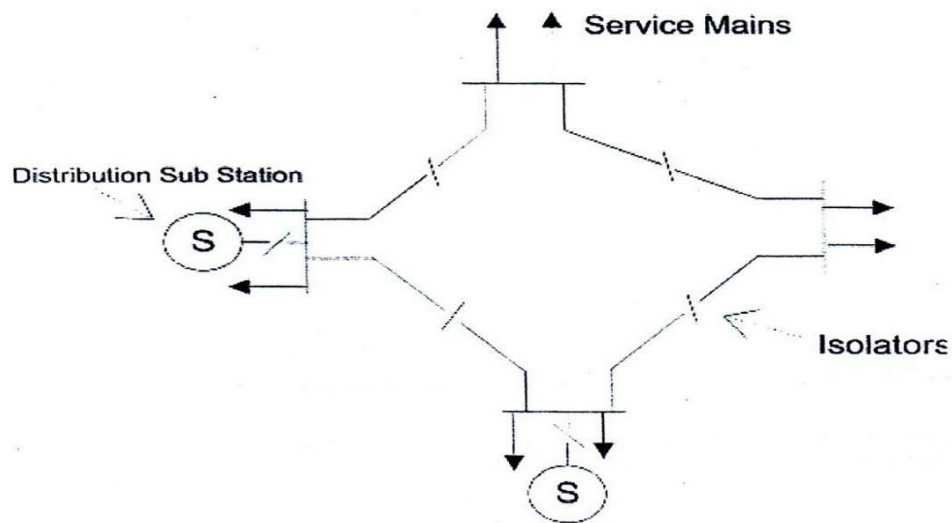 Service Mains
Distribution Sub Station
S
Isolators
S